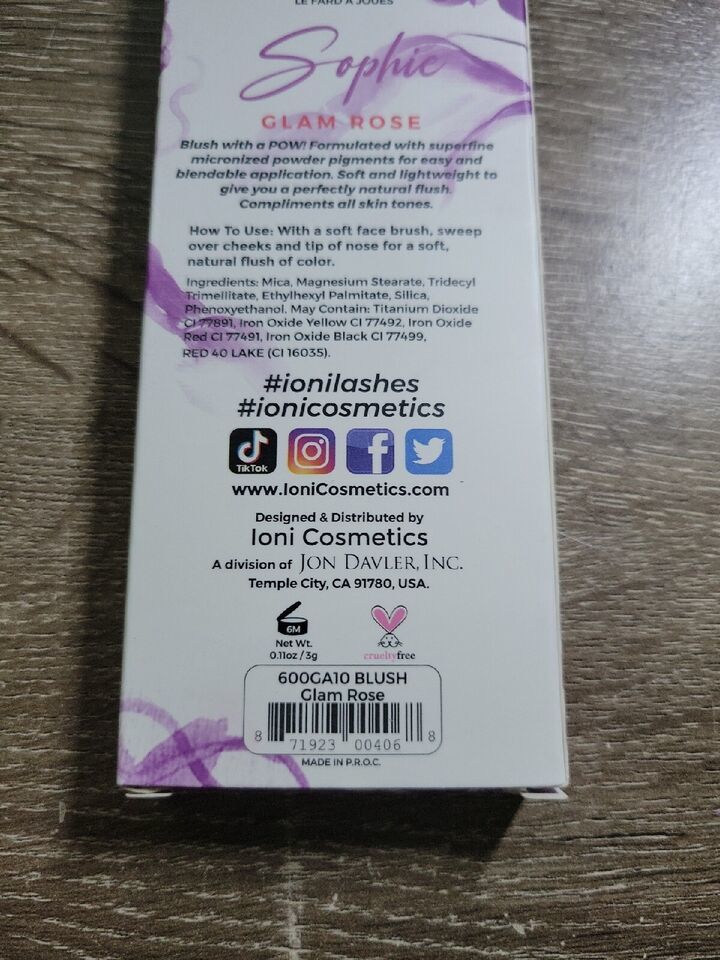 LE FARD À JOUES
Sophie
GLAM ROSE
Blush with a POW! Formulated with superfine
micronized powder pigments for easy and
blendable application. Soft and lightweight to
give you a perfectly natural flush.
Compliments all skin tones.
How To Use: With a soft face brush, sweep
over cheeks and tip of nose for a soft,
natural flush of color.
Ingredients: Mica, Magnesium Stearate, Tridecyl
Trimellitate, Ethylhexyl Palmitate, Silica,
Phenoxyethanol. May Contain: Titanium Dioxide
CI 77891, Iron Oxide Yellow CI 77492, Iron Oxide
Red CI 77491, Iron Oxide Black CI 77499,
RED 40 LAKE (CI 16035).
#ionilashes
#ionicosmetics
TikTok
www.IoniCosmetics.com
Designed & Distributed by
Ioni Cosmetics
A division of JON DAVLER, INC.
Temple City, CA 91780, USA.
6M
Net Wt.
0.11oz / 3g
crueltyfree
600GA10 BLUSH
Glam Rose
8 71923 00406 8
MADE IN P.R.O.C.